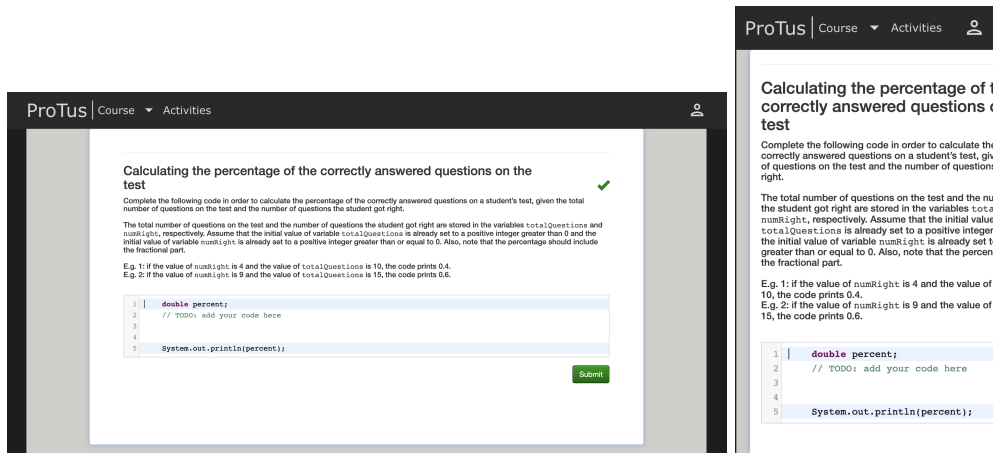 ProTus Course Activities
Calculating the percentage of the correctly answered questions on the
test
Complete the following code in order to calculate the percentage of the correctly answered questions on a student's test, given the total
number of questions on the test and the number of questions the student got right.
The total number of questions on the test and the number of questions the student got right are stored in the variables totalQuestions and
numRight, respectively. Assume that the initial value of variable totalQuestions is already set to a positive integer greater than 0 and the
initial value of variable numRight is already set to a positive integer greater than or equal to 0. Also, note that the percentage should include
the fractional part.
E.g. 1: if the value of numRight is 4 and the value of totalQuestions is 10, the code prints 0.4.
E.g. 2: if the value of numRight is 9 and the value of totalQuestions is 15, the code prints 0.6.
1 double percent;
2 // TODO: add your code here
3
4
5 System.out.println(percent);
Submit
ProTus Course Activities
Calculating the percentage of
correctly answered questions
test
Complete the following code in order to calculate the
correctly answered questions on a student's test,
of questions on the test and the number of questions
right.
The total number of questions on the test and the
the student got right are stored in the variables
numRight, respectively. Assume that the initial value
totalQuestions is already set to a positive integer
the initial value of variable numRight is already set
greater than or equal to 0. Also, note that the
the fractional part.
E.g. 1: if the value of numRight is 4 and the value of
10, the code prints 0.4.
E.g. 2: if the value of numRight is 9 and the value of
15, the code prints 0.6.
1 double percent;
2 // TODO: add your code here
3
4
5 System.out.println(percent);